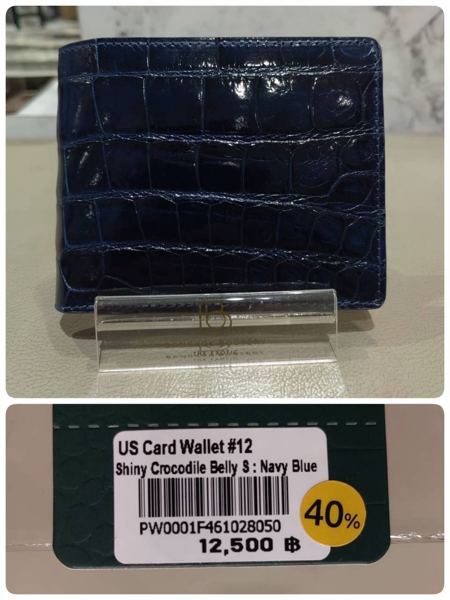 US Card Wallet #12
Shiny Crocodile Belly S : Navy Blue
PW0001F461028050
12,500 ฿
40%